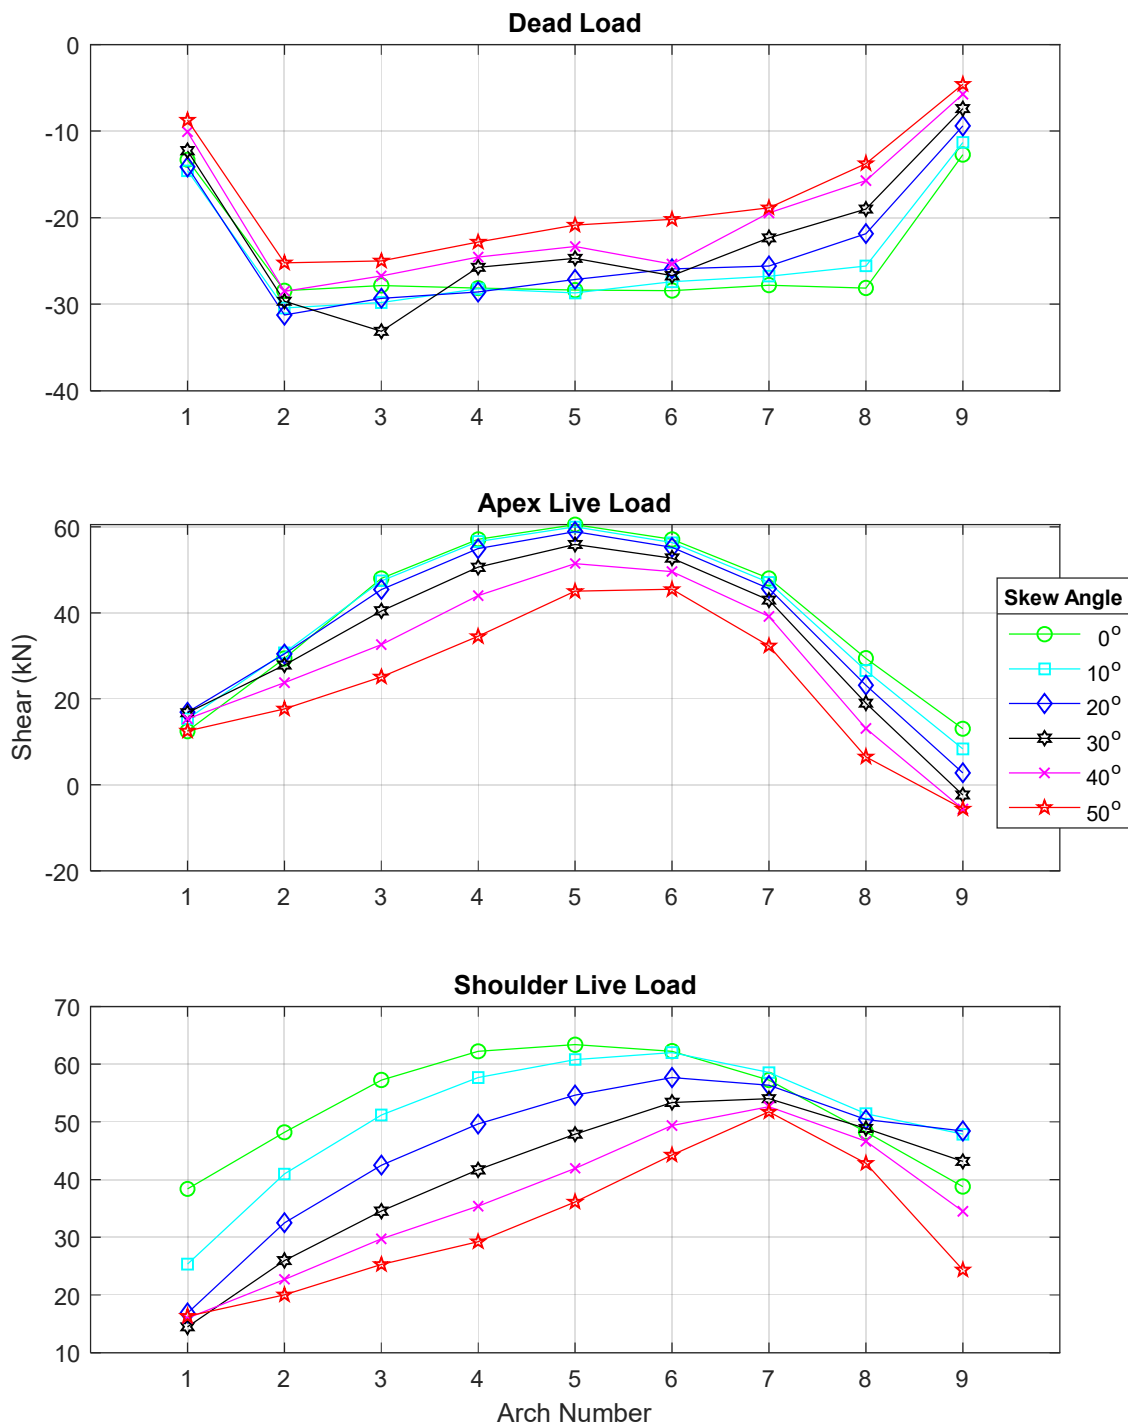 Dead Load
0
-10
-20
-30
-40
1 2 3 4 5 6 7 8 9
Apex Live Load
60
40
20
0
-20
1 2 3 4 5 6 7 8 9
Shear (kN)
Skew Angle
0°
10°
20°
30°
40°
50°
Shoulder Live Load
70
60
50
40
30
20
10
1 2 3 4 5 6 7 8 9
Arch Number